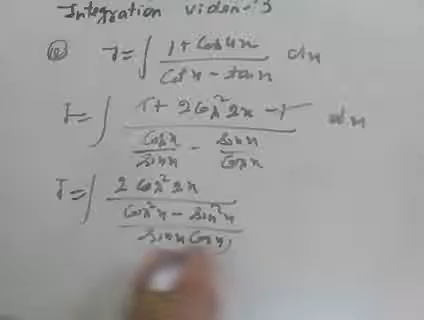 Integration video-3
I = ∫ (1 + cos4x)/(cotx - tanx) dx
I = ∫ (1 + 2cos²2x - 1)/(cosx/sinx - sinx/cosx) dx
I = ∫ (2cos²2x)/((cos²x - sin²x)/(sinx cosx))